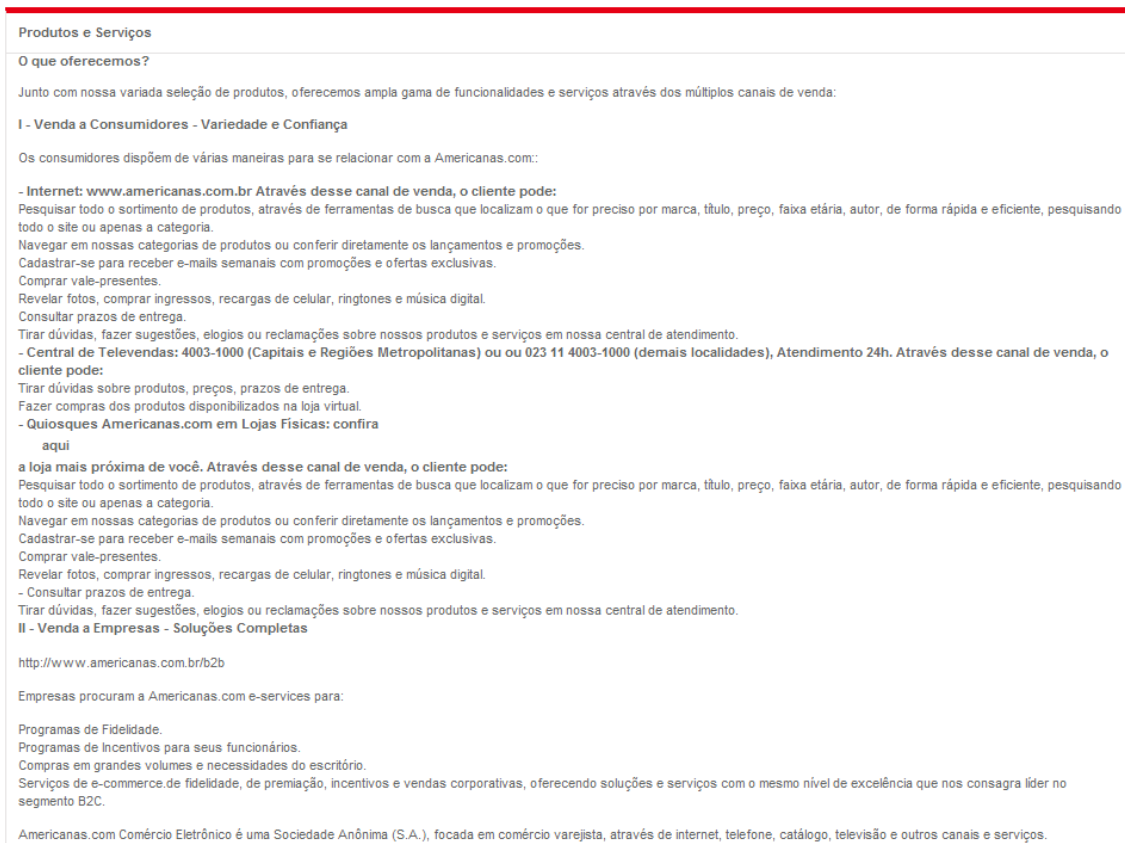 Produtos e Serviços
O que oferecemos?
Junto com nossa variada seleção de produtos, oferecemos ampla gama de funcionalidades e serviços através dos múltiplos canais de venda:
I - Venda a Consumidores - Variedade e Confiança
Os consumidores dispõem de várias maneiras para se relacionar com a Americanas.com::
- Internet: www.americanas.com.br Através desse canal de venda, o cliente pode:
Pesquisar todo o sortimento de produtos, através de ferramentas de busca que localizam o que for preciso por marca, título, preço, faixa etária, autor, de forma rápida e eficiente, pesquisando
todo o site ou apenas a categoria.
Navegar em nossas categorias de produtos ou conferir diretamente os lançamentos e promoções.
Cadastrar-se para receber e-mails semanais com promoções e ofertas exclusivas.
Comprar vale-presentes.
Revelar fotos, comprar ingressos, recargas de celular, ringtones e música digital.
Consultar prazos de entrega.
Tirar dúvidas, fazer sugestões, elogios ou reclamações sobre nossos produtos e serviços em nossa central de atendimento.
- Central de Televendas: 4003-1000 (Capitais e Regiões Metropolitanas) ou ou 023 11 4003-1000 (demais localidades), Atendimento 24h. Através desse canal de venda, o
cliente pode:
Tirar dúvidas sobre produtos, preços, prazos de entrega.
Fazer compras dos produtos disponibilizados na loja virtual.
- Quiosques Americanas.com em Lojas Físicas: confira
aqui
a loja mais próxima de você. Através desse canal de venda, o cliente pode:
Pesquisar todo o sortimento de produtos, através de ferramentas de busca que localizam o que for preciso por marca, título, preço, faixa etária, autor, de forma rápida e eficiente, pesquisando
todo o site ou apenas a categoria.
Navegar em nossas categorias de produtos ou conferir diretamente os lançamentos e promoções.
Cadastrar-se para receber e-mails semanais com promoções e ofertas exclusivas.
Comprar vale-presentes.
Revelar fotos, comprar ingressos, recargas de celular, ringtones e música digital.
- Consultar prazos de entrega.
Tirar dúvidas, fazer sugestões, elogios ou reclamações sobre nossos produtos e serviços em nossa central de atendimento.
II - Venda a Empresas - Soluções Completas
http://www.americanas.com.br/b2b
Empresas procuram a Americanas.com e-services para:
Programas de Fidelidade.
Programas de Incentivos para seus funcionários.
Compras em grandes volumes e necessidades do escritório.
Serviços de e-commerce.de fidelidade, de premiação, incentivos e vendas corporativas, oferecendo soluções e serviços com o mesmo nível de excelência que nos consagra líder no
segmento B2C.
Americanas.com Comércio Eletrônico é uma Sociedade Anônima (S.A.), focada em comércio varejista, através de internet, telefone, catálogo, televisão e outros canais e serviços.